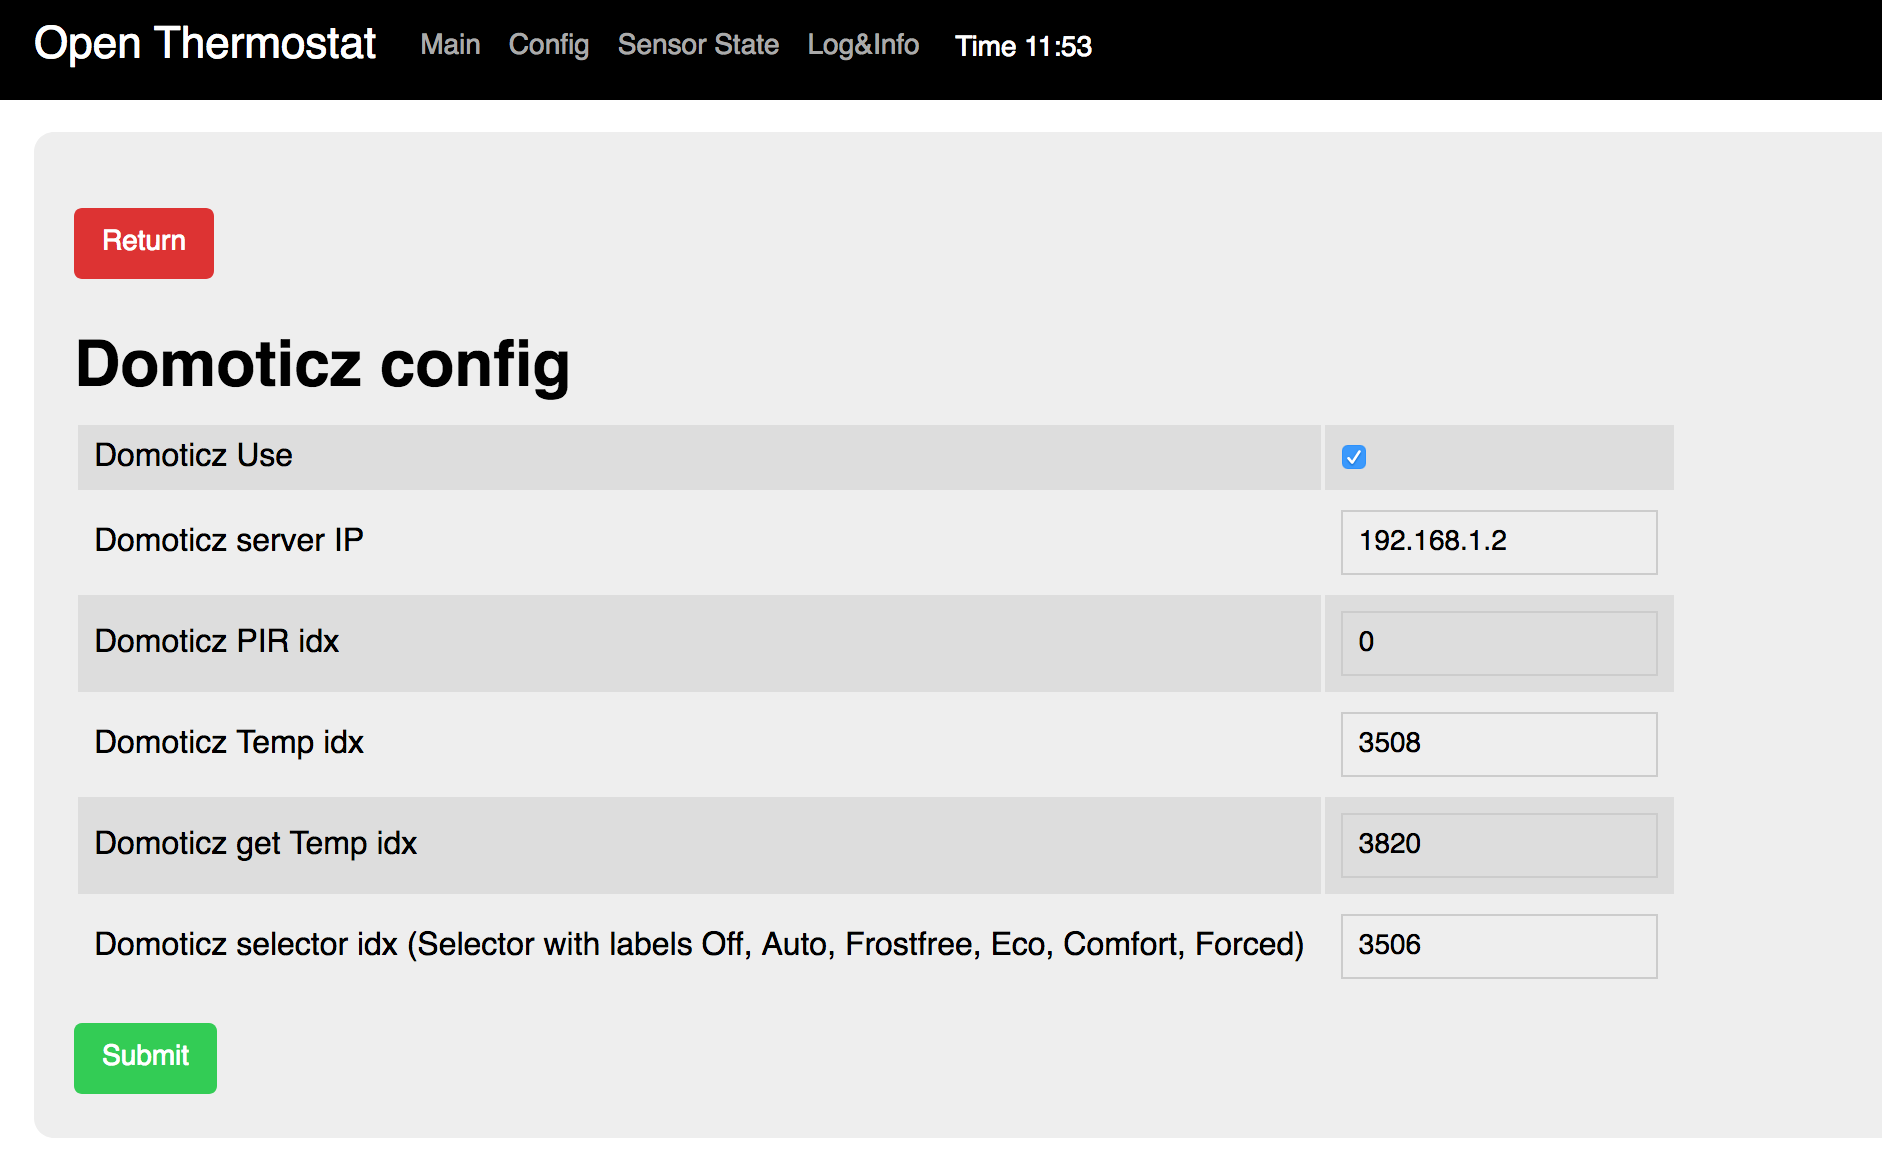 Open Thermostat Main Config Sensor State Log&Info Time 11:53
Return
Domoticz config
Domoticz Use
Domoticz server IP 192.168.1.2
Domoticz PIR idx 0
Domoticz Temp idx 3508
Domoticz get Temp idx 3820
Domoticz selector idx (Selector with labels Off, Auto, Frostfree, Eco, Comfort, Forced) 3506
Submit